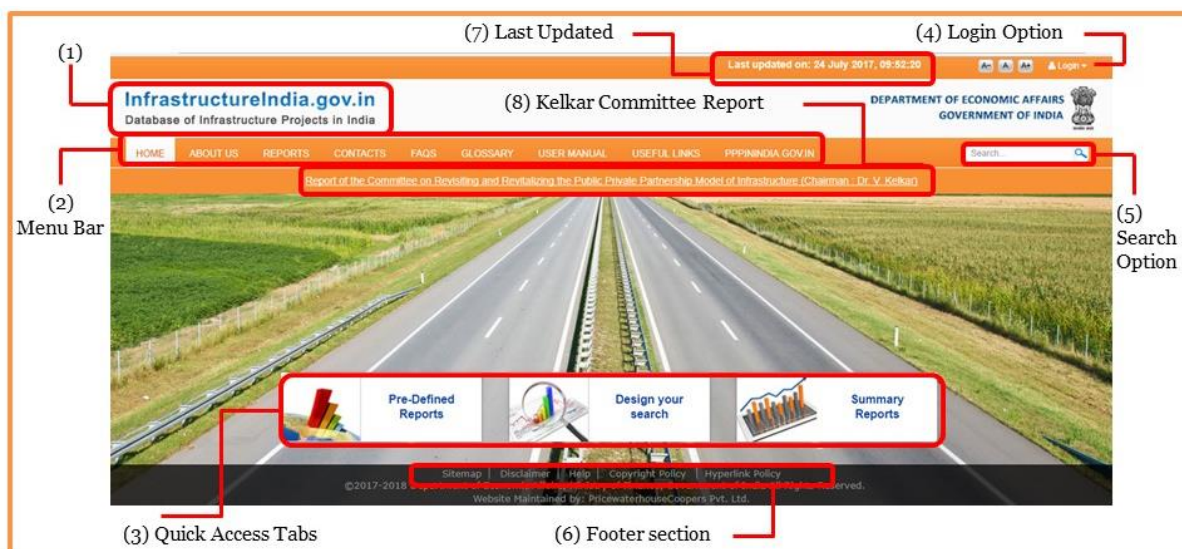 (7) Last Updated
(4) Login Option
(1)
Last updated on: 24 July 2017, 09:52:20
A- A A+ Login
InfrastructureIndia.gov.in
Database of Infrastructure Projects in India
(8) Kelkar Committee Report
DEPARTMENT OF ECONOMIC AFFAIRS
GOVERNMENT OF INDIA
HOME ABOUT US REPORTS CONTACTS FAQS GLOSSARY USER MANUAL USEFUL LINKS PPPININDIA.GOV.IN
Search...
Report of the Committee on Revisiting and Revitalizing the Public Private Partnership Model of Infrastructure (Chairman : Dr. V. Kelkar)
(2)
Menu Bar
(5)
Search
Option
Pre-Defined
Reports
Design your
search
Summary
Reports
Sitemap | Disclaimer | Help | Copyright Policy | Hyperlink Policy
©2017-2018 of India All Rights Reserved.
Website Maintained by: PricewaterhouseCoopers Pvt. Ltd.
(3) Quick Access Tabs
(6) Footer section